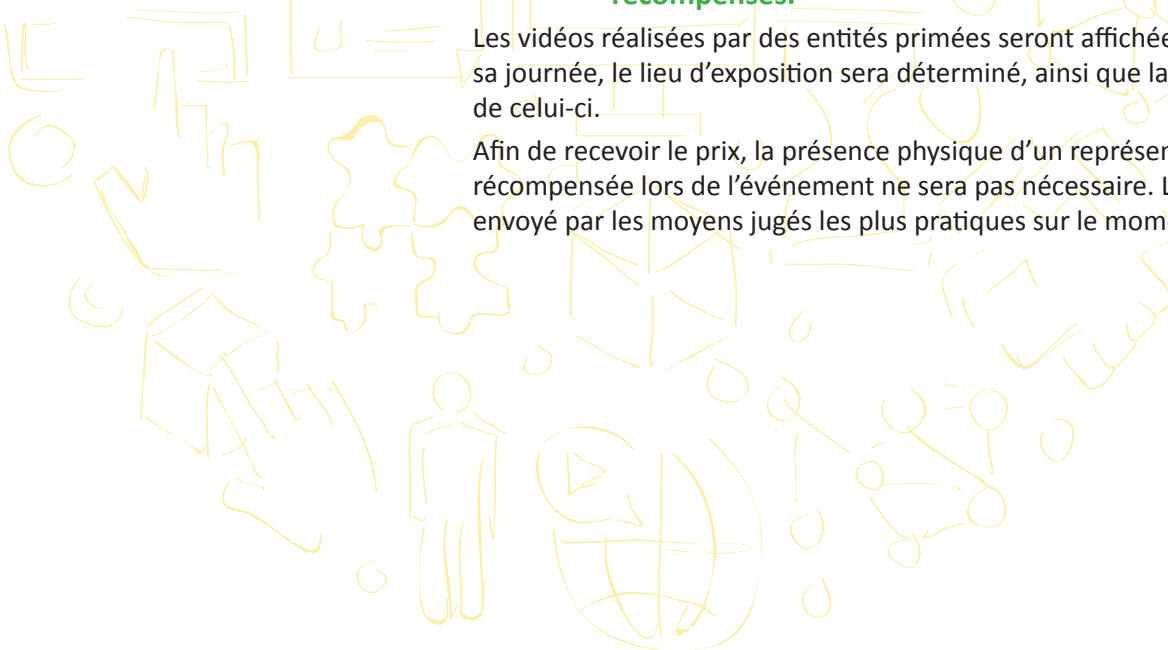 récompenses.
Les vidéos réalisées par des entités primées seront affichée
sa journée, le lieu d’exposition sera déterminé, ainsi que la
de celui-ci.
Afin de recevoir le prix, la présence physique d’un représen
récompensée lors de l’événement ne sera pas nécessaire. L
envoyé par les moyens jugés les plus pratiques sur le mom